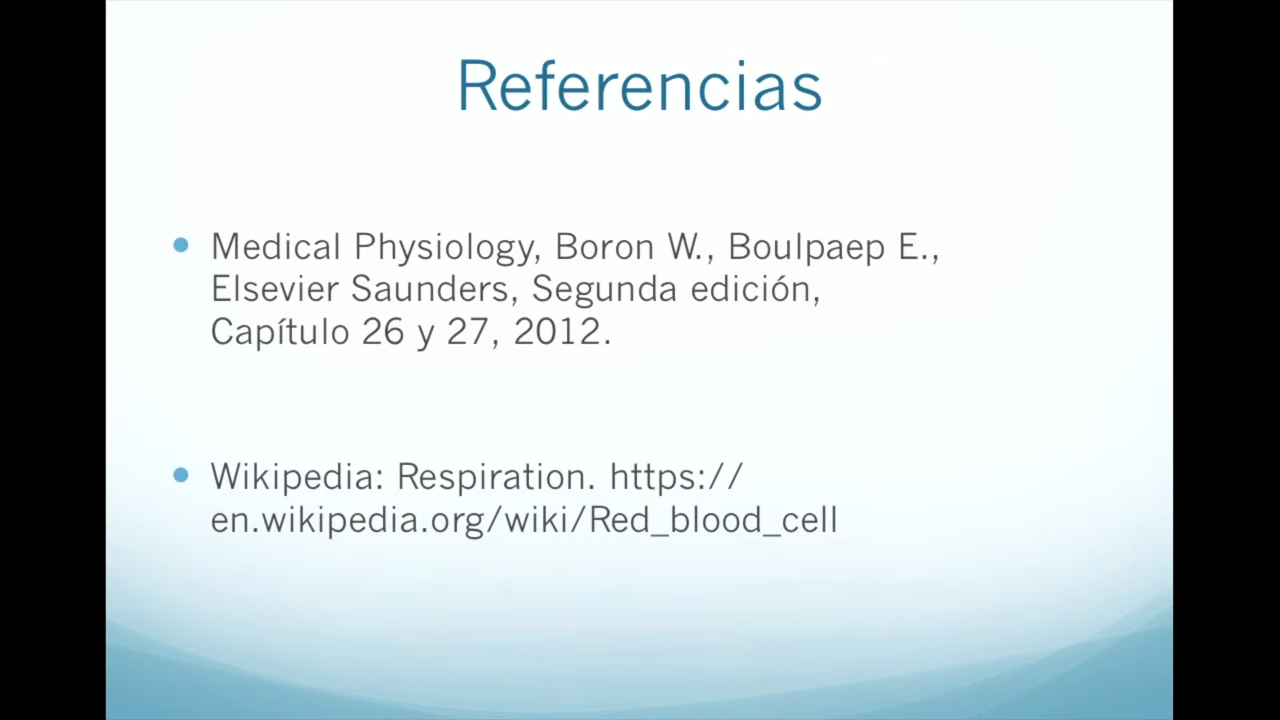 Referencias
• Medical Physiology, Boron W., Boulpaep E.,
Elsevier Saunders, Segunda edición,
Capítulo 26 y 27, 2012.
• Wikipedia: Respiration. https://
en.wikipedia.org/wiki/Red_blood_cell